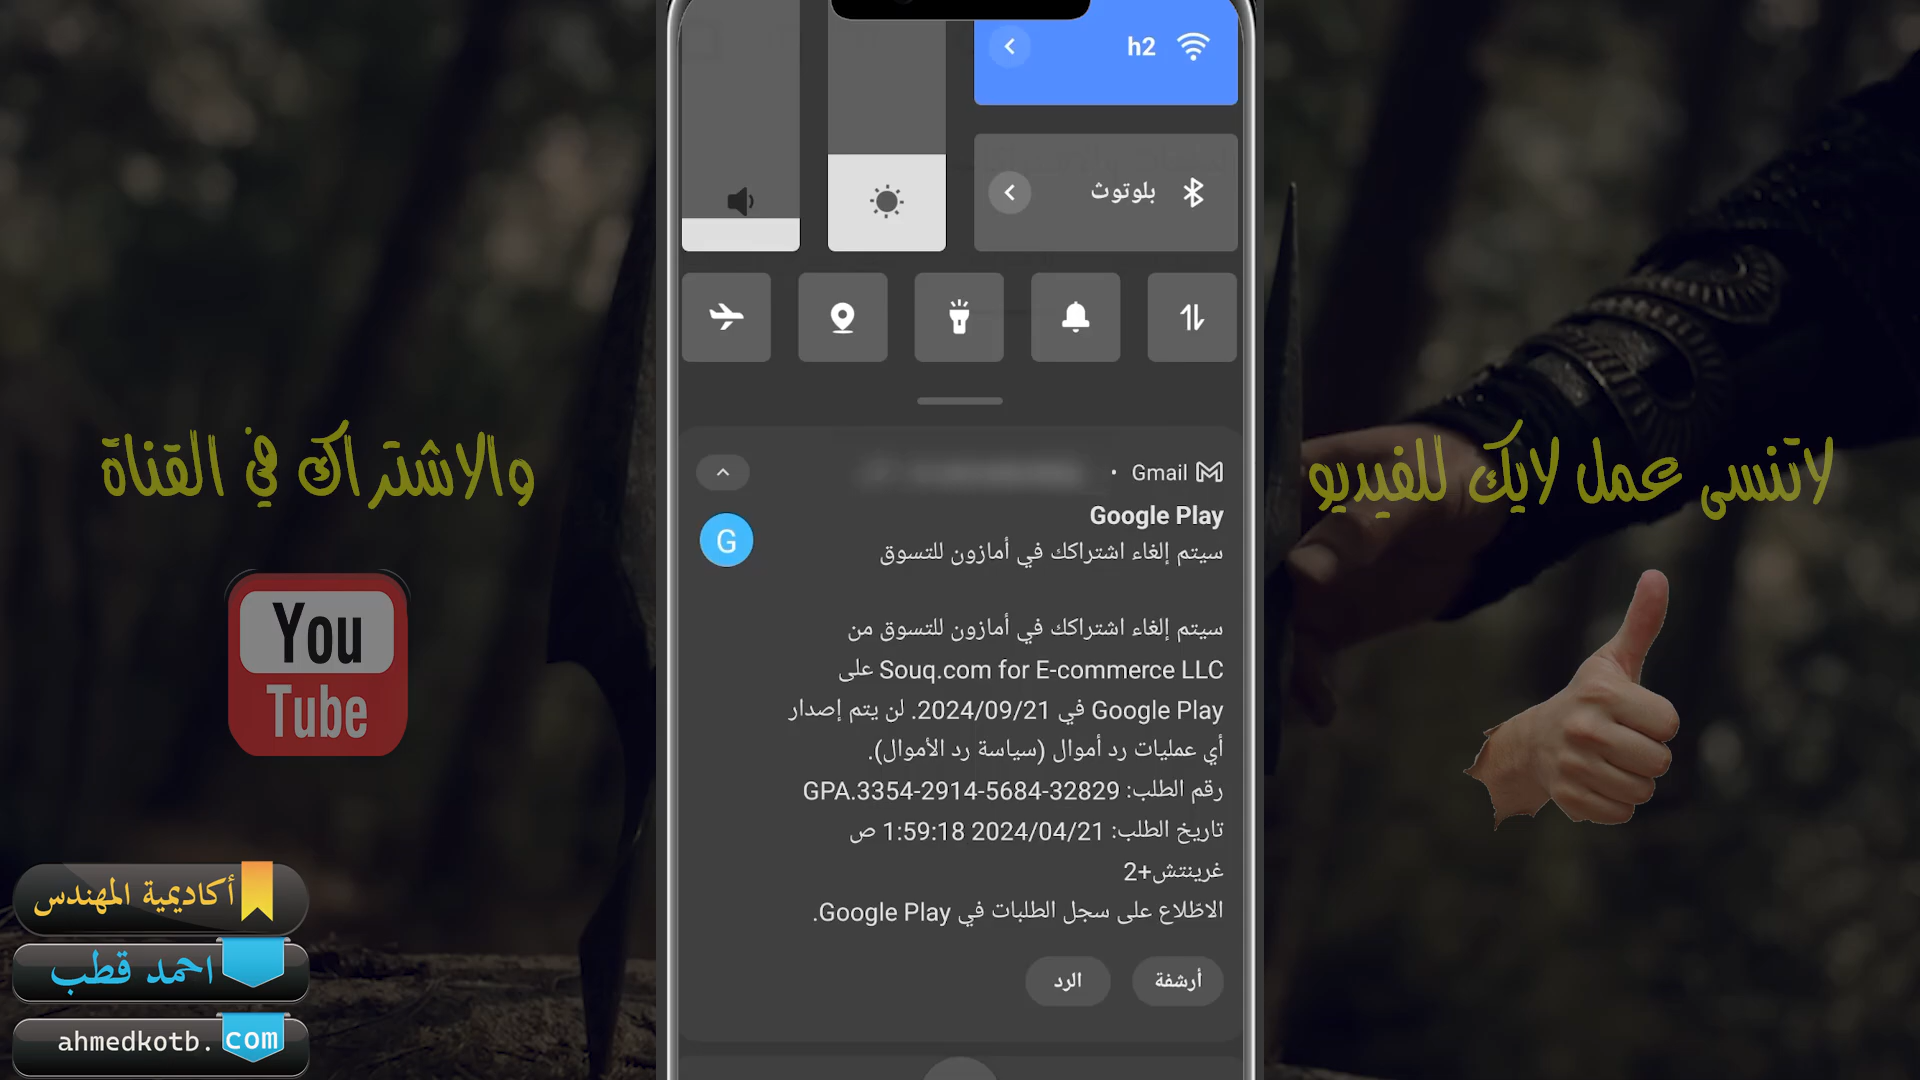 h2
بلوتوث
Gmail •
Google Play
G
سيتم إلغاء اشتراكك في أمازون للتسوق
سيتم إلغاء اشتراكك في أمازون للتسوق من
Souq.com for E-commerce LLC على
Google Play في 2024/09/21. لن يتم إصدار
أي عمليات رد أموال (سياسة رد الأموال).
رقم الطلب: GPA.3354-2914-5684-32829
تاريخ الطلب: 2024/04/21 1:59:18 ص
غرينتش+2
الاطّلاع على سجل الطلبات في Google Play.
أرشفة
الرد
لاتنسى عمل لايك للفيديو
والاشتراك في القناة
You
Tube
أكاديمية المهندس
احمد قطب
ahmedkotb.com